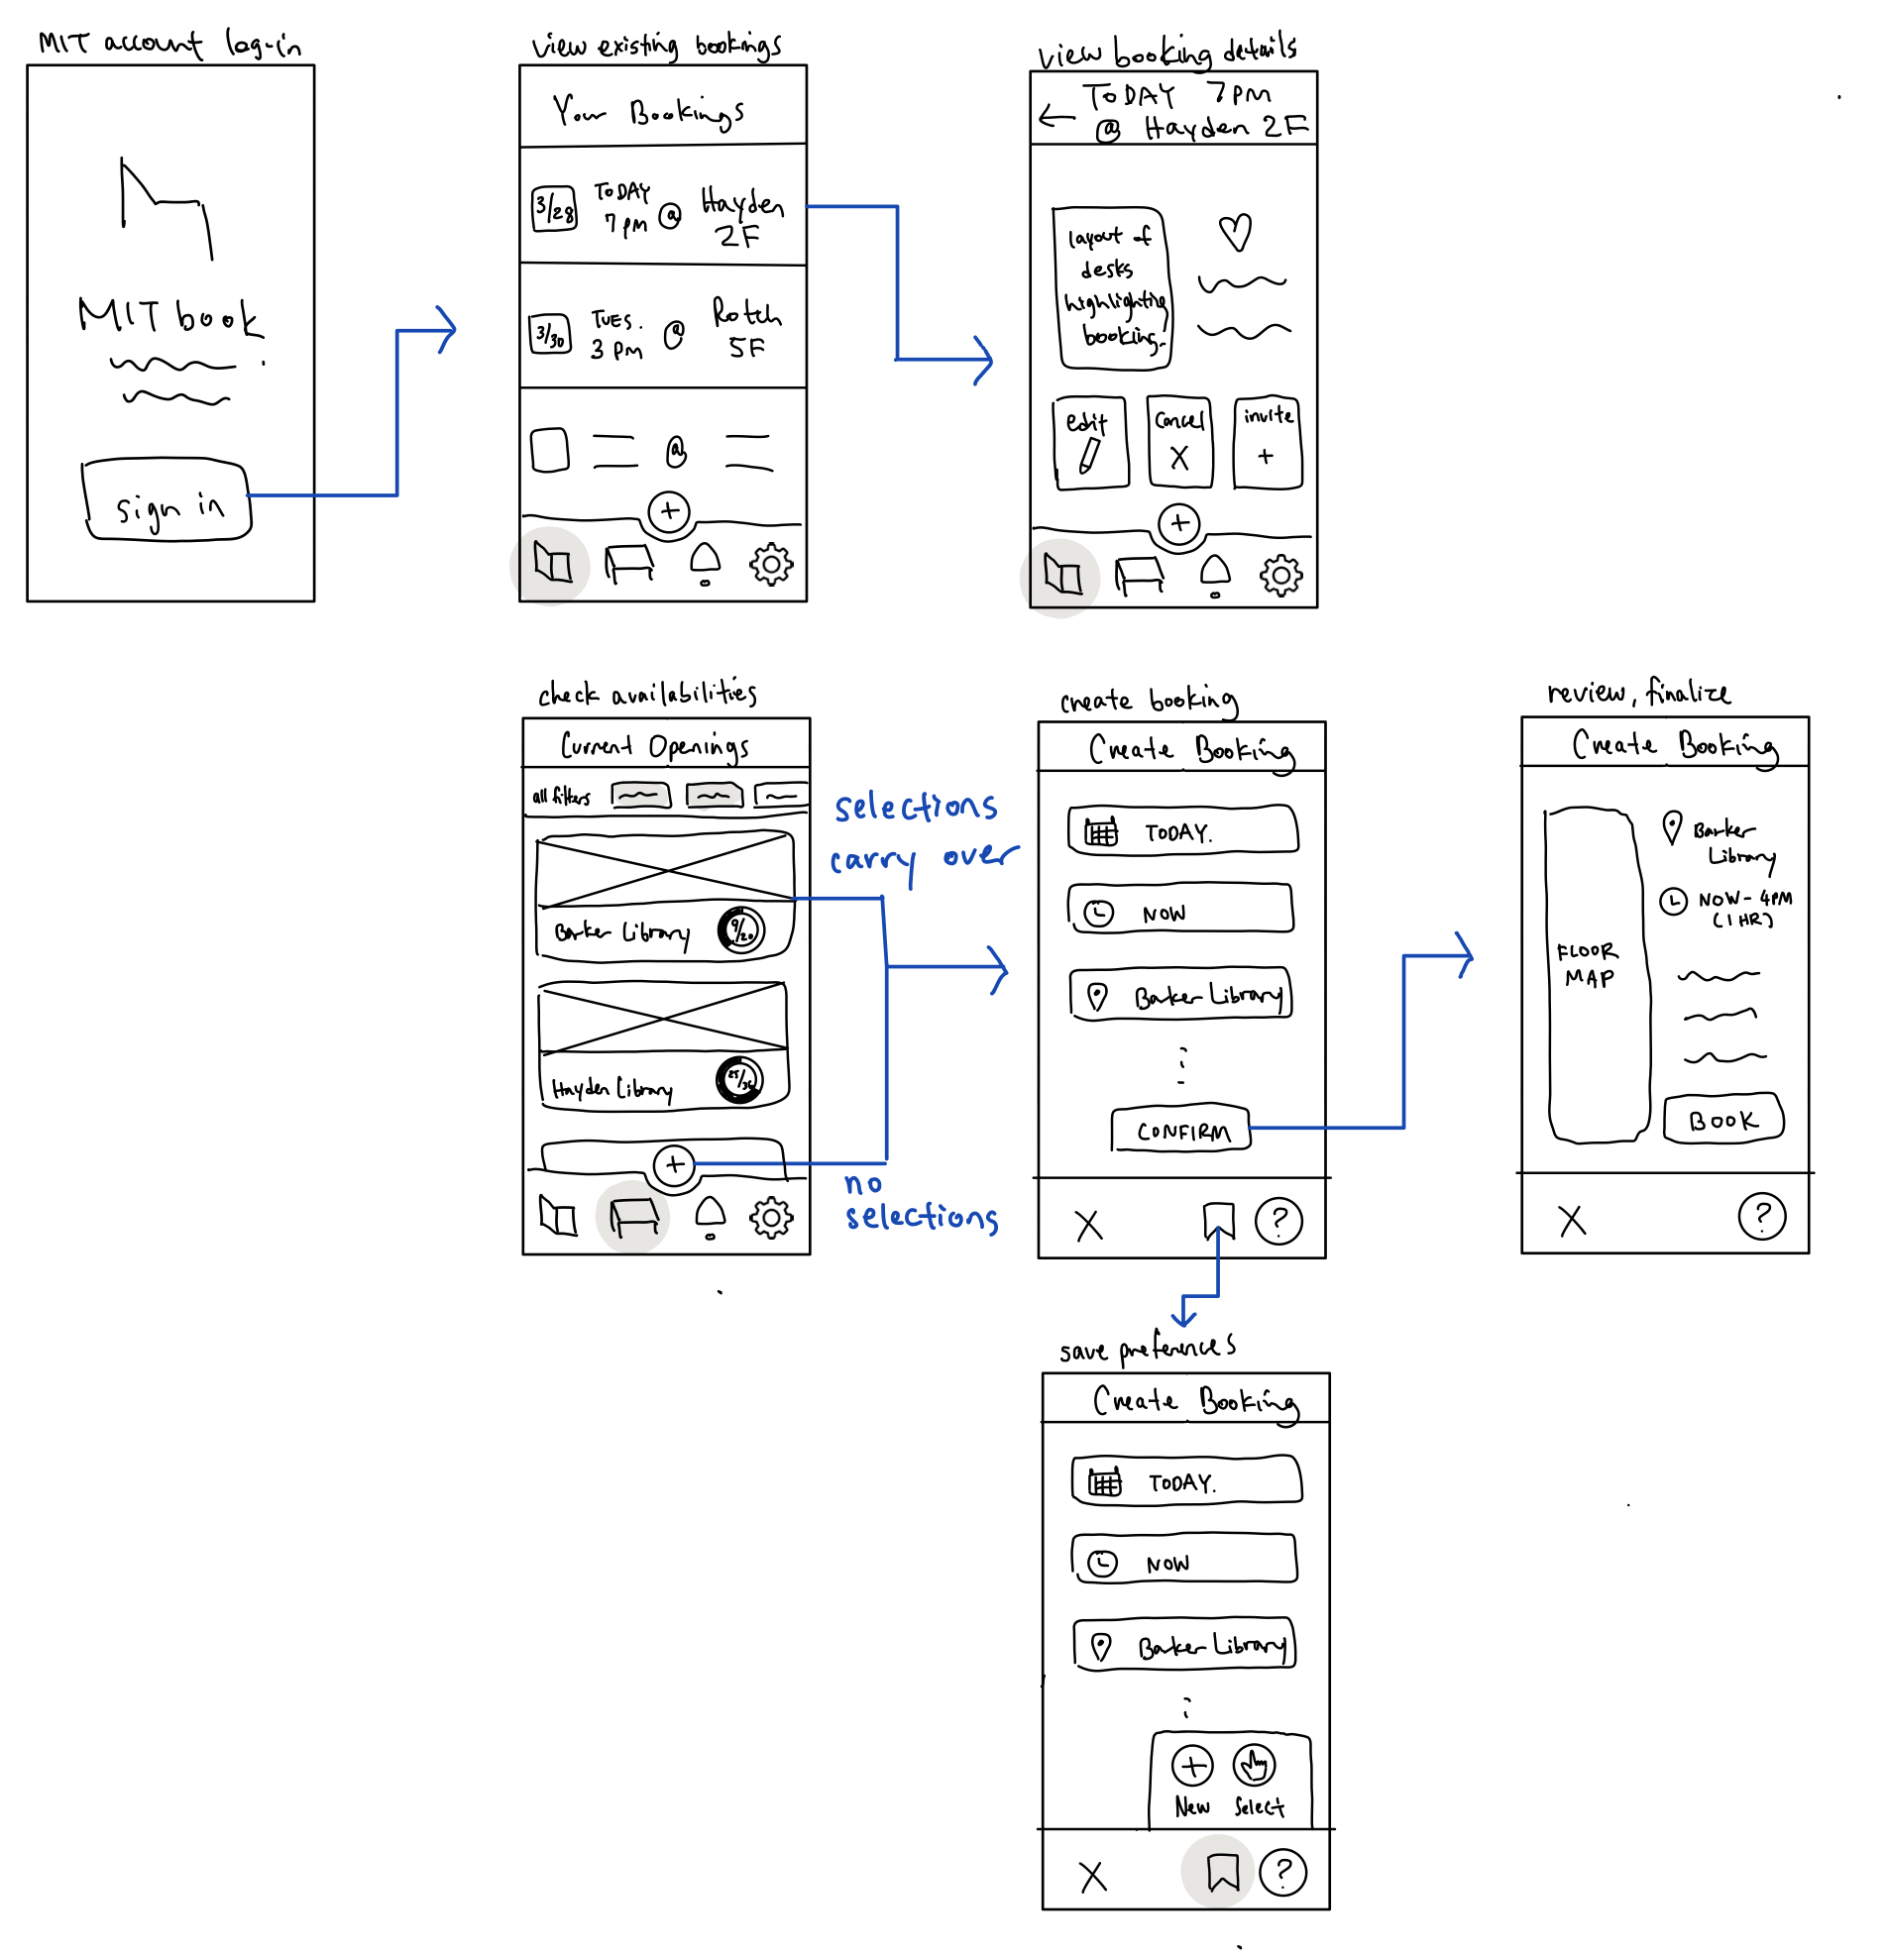 MIT account log-in
MIT book
sign in
view existing bookings
Your Bookings
3/28
TODAY
7 pm
@
Hayden
2F
3/30
TUES.
3 pm
@
Rotch
5F
@
+
view booking details
←
TODAY 7pm
@ Hayden 2F
layout of
desks
highlighting
booking.
edit
cancel
X
invite
+
+
check availabilities
Current Openings
all filters
Barker Library
9/20
Hayden Library
+
selections
carry over
no
selections
create booking
Create Booking
TODAY.
NOW
Barker Library
CONFIRM
X
?
review, finalize
Create Booking
FLOOR
MAP
Barker
Library
NOW - 4PM
(1 HR)
BOOK
X
?
save preferences
Create Booking
TODAY.
NOW
Barker Library
+
New
Select
X
?